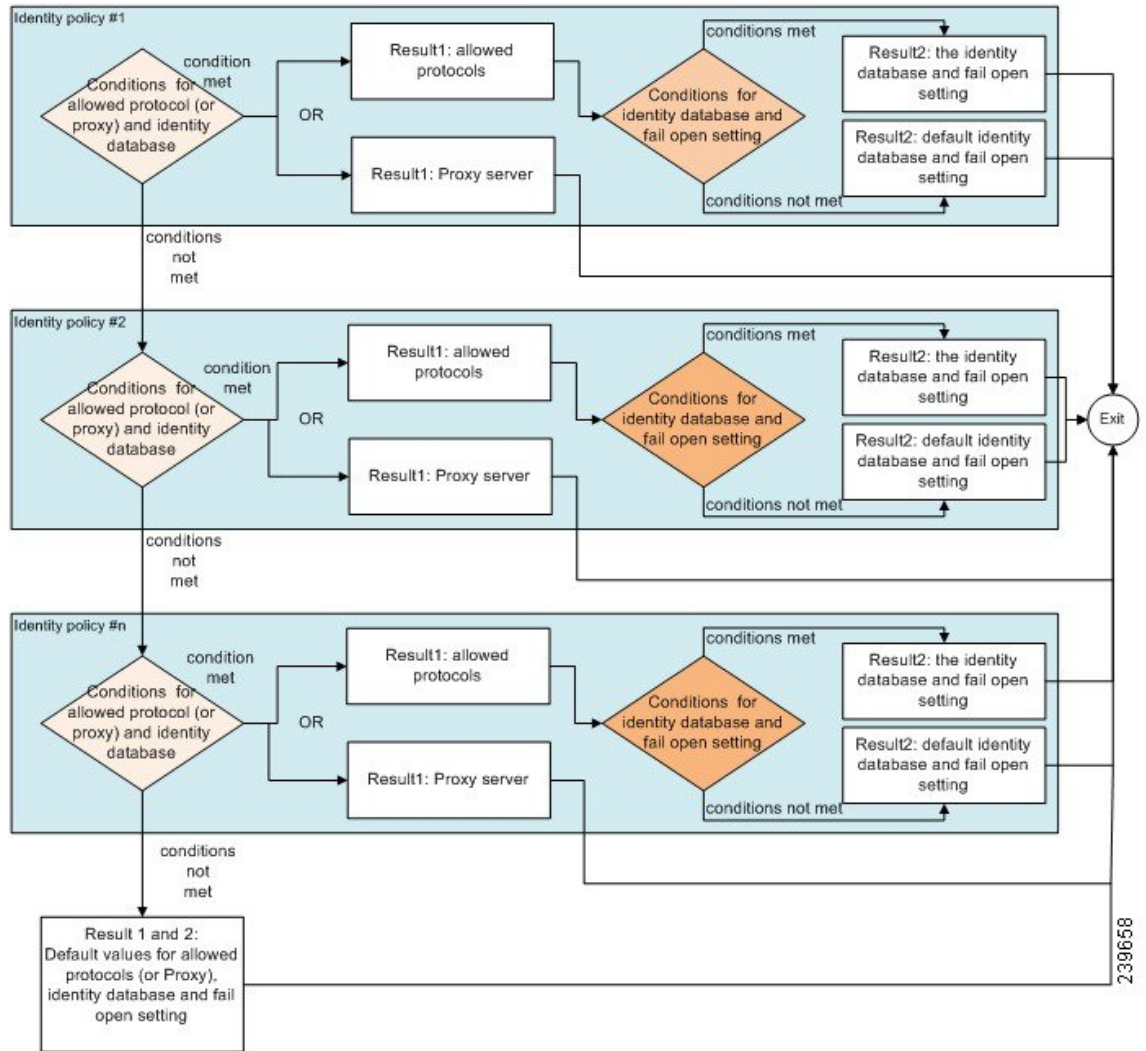 Identity policy #1
Conditions for
allowed protocol (or
proxy) and identity
database
condition
met
OR
Result1: allowed
protocols
Result1: Proxy server
Conditions for
identity database and
fail open setting
conditions met
conditions not met
Result2: the identity
database and fail open
setting
Result2: default identity
database and fail open
setting
conditions
not
met
Identity policy #2
Conditions for
allowed protocol (or
proxy) and identity
database
condition
met
OR
Result1: allowed
protocols
Result1: Proxy server
Conditions for
identity database and
fail open setting
conditions met
conditions not met
Result2: the identity
database and fail open
setting
Result2: default identity
database and fail open
setting
Exit
conditions
not
met
Identity policy #n
Conditions for
allowed protocol (or
proxy) and identity
database
condition
met
OR
Result1: allowed
protocols
Result1: Proxy server
Conditions for
identity database and
fail open setting
conditions met
conditions not met
Result2: the identity
database and fail open
setting
Result2: default identity
database and fail open
setting
conditions
not
met
Result 1 and 2:
Default values for allowed
protocols (or Proxy),
identity database and fail
open setting
239658